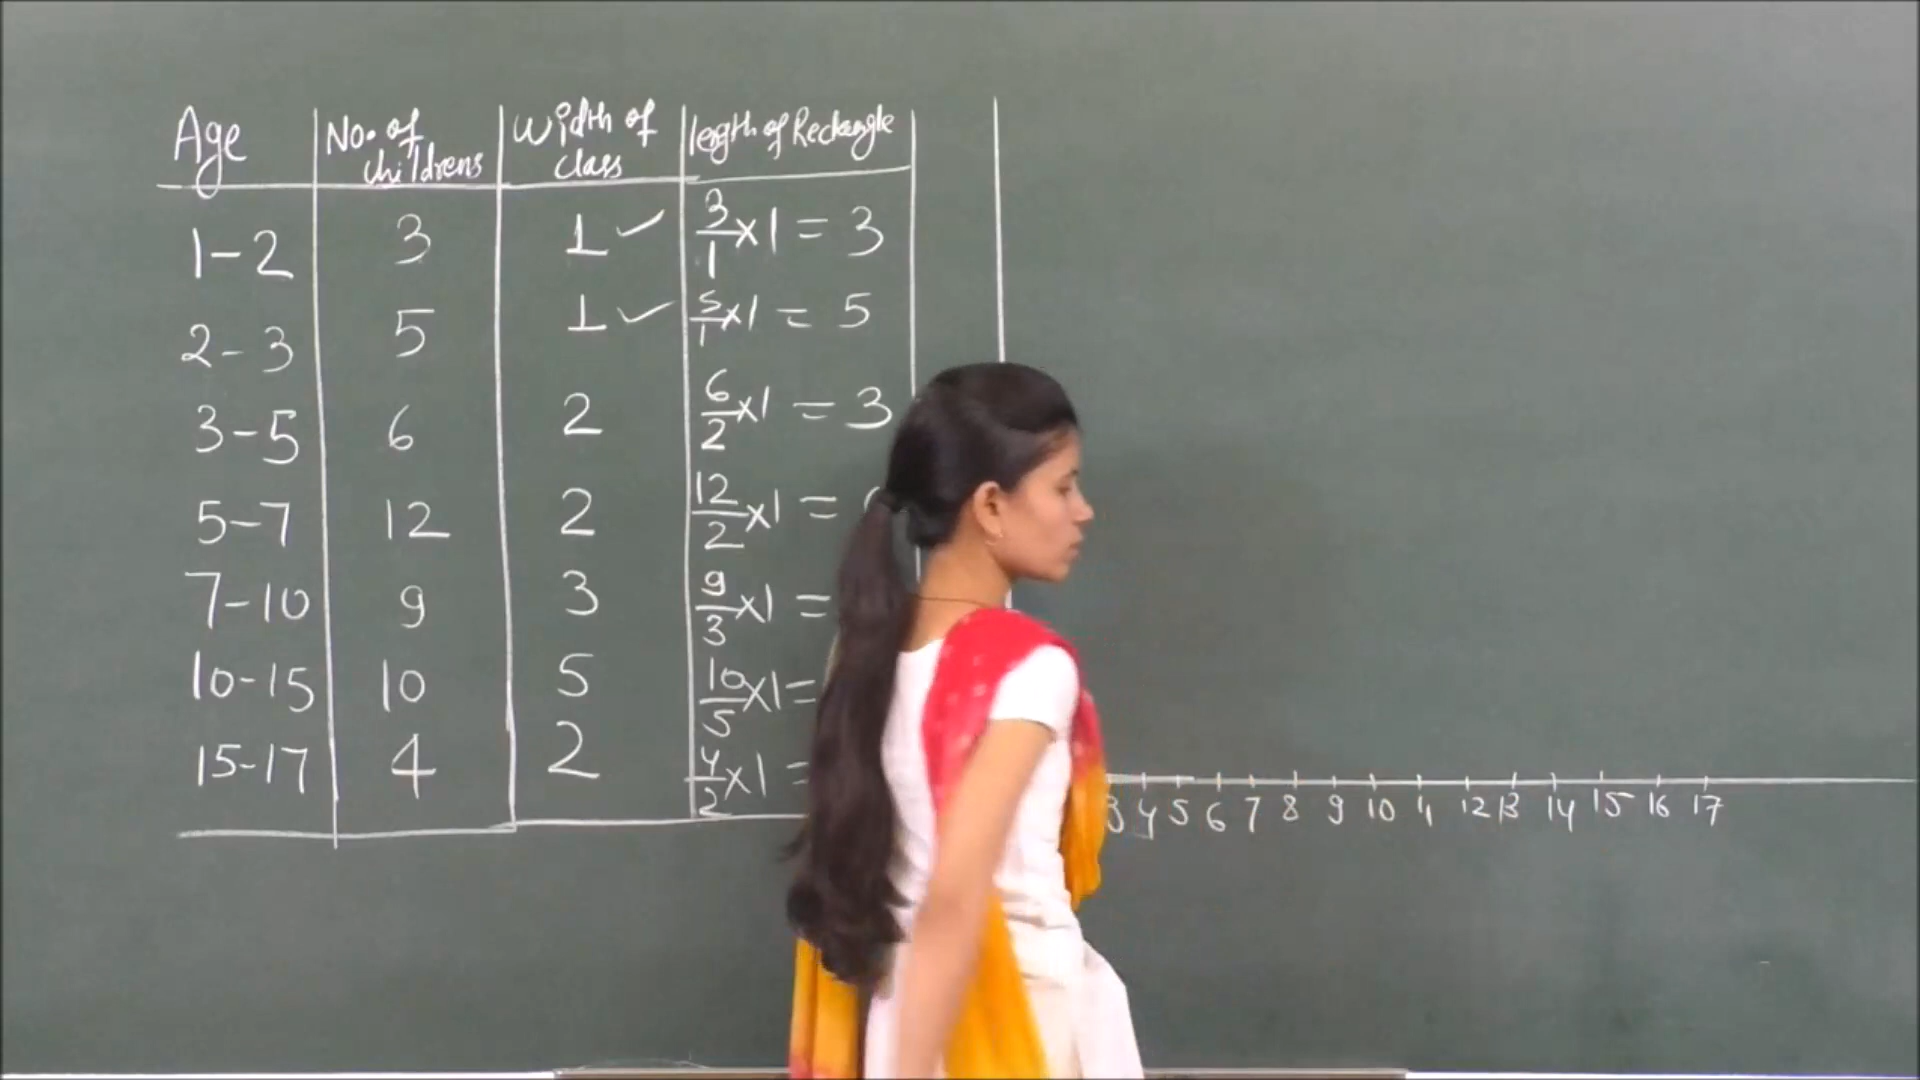 Age No. of childrens Width of class length of Rectangle
1-2 3 1 ✓ 3/1 x1 = 3
2-3 5 1 ✓ 5/1 x1 = 5
3-5 6 2 6/2 x1 = 3
5-7 12 2 12/2 x1 =
7-10 9 3 9/3 x1 =
10-15 10 5 10/5 x1 =
15-17 4 2 4/2 x1 =
3 4 5 6 7 8 9 10 11 12 13 14 15 16 17